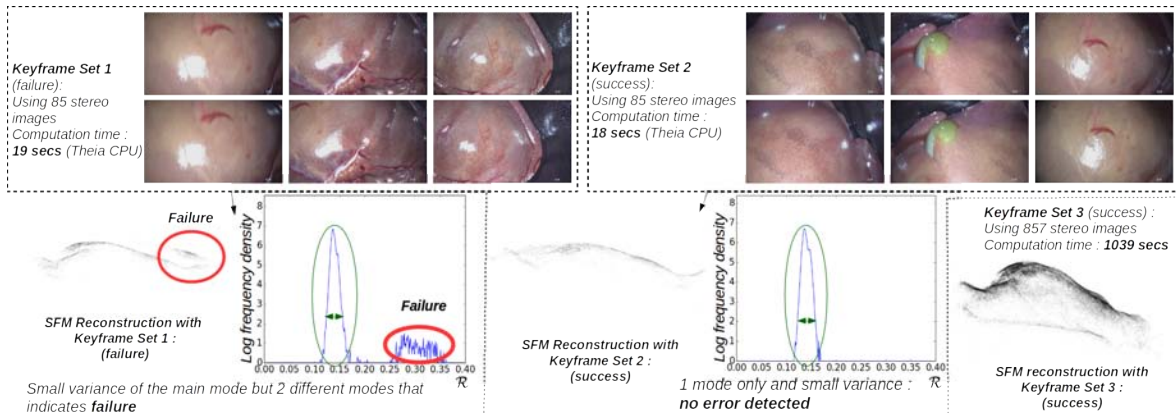 Keyframe Set 1
(failure):
Using 85 stereo
images
Computation time :
19 secs (Theia CPU)
Keyframe Set 2
(success):
Using 85 stereo images
Computation time :
18 secs (Theia CPU)
Failure
SFM Reconstruction with
Keyframe Set 1 :
(failure)
Log frequency density
8
7
6
5
4
3
2
1
0
Failure
0.00 0.05 0.10 0.15 0.20 0.25 0.30 0.35 0.40
R
Small variance of the main mode but 2 different modes that
indicates failure
SFM Reconstruction with
Keyframe Set 2 :
(success)
Log frequency density
8
7
6
5
4
3
2
1
0
0.00 0.05 0.10 0.15 0.20 0.25 0.30 0.35 0.40
R
1 mode only and small variance :
no error detected
Keyframe Set 3 (success) :
Using 857 stereo images
Computation time : 1039 secs
SFM reconstruction with
Keyframe Set 3 :
(success)